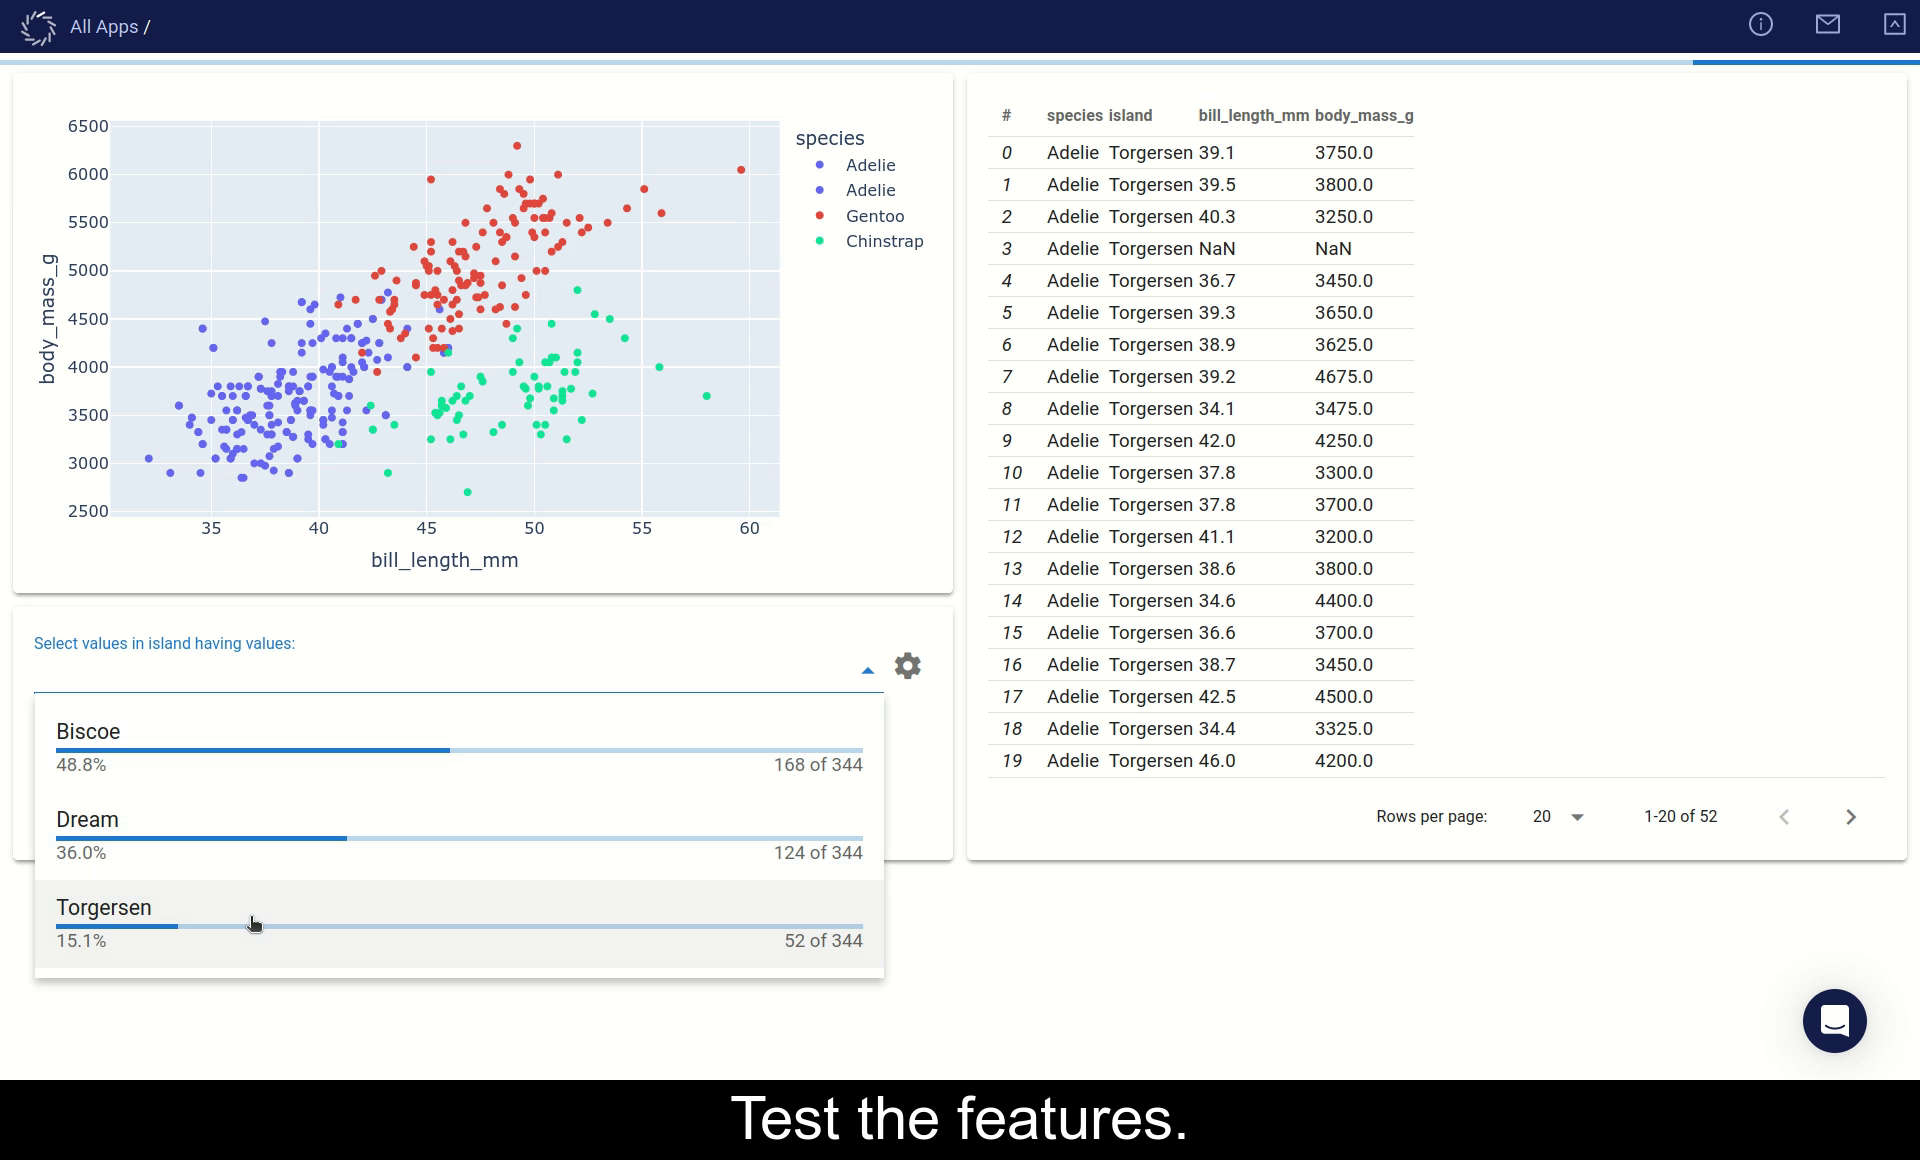 All Apps /
6500
6000
5500
5000
4500
4000
3500
3000
2500
body_mass_g
35 40 45 50 55 60
bill_length_mm
species
Adelie
Adelie
Gentoo
Chinstrap
Select values in island having values:
Biscoe
48.8% 168 of 344
Dream
36.0% 124 of 344
Torgersen
15.1% 52 of 344
# species island bill_length_mm body_mass_g
0 Adelie Torgersen 39.1 3750.0
1 Adelie Torgersen 39.5 3800.0
2 Adelie Torgersen 40.3 3250.0
3 Adelie Torgersen NaN NaN
4 Adelie Torgersen 36.7 3450.0
5 Adelie Torgersen 39.3 3650.0
6 Adelie Torgersen 38.9 3625.0
7 Adelie Torgersen 39.2 4675.0
8 Adelie Torgersen 34.1 3475.0
9 Adelie Torgersen 42.0 4250.0
10 Adelie Torgersen 37.8 3300.0
11 Adelie Torgersen 37.8 3700.0
12 Adelie Torgersen 41.1 3200.0
13 Adelie Torgersen 38.6 3800.0
14 Adelie Torgersen 34.6 4400.0
15 Adelie Torgersen 36.6 3700.0
16 Adelie Torgersen 38.7 3450.0
17 Adelie Torgersen 42.5 4500.0
18 Adelie Torgersen 34.4 3325.0
19 Adelie Torgersen 46.0 4200.0
Rows per page: 20 1-20 of 52
Test the features.